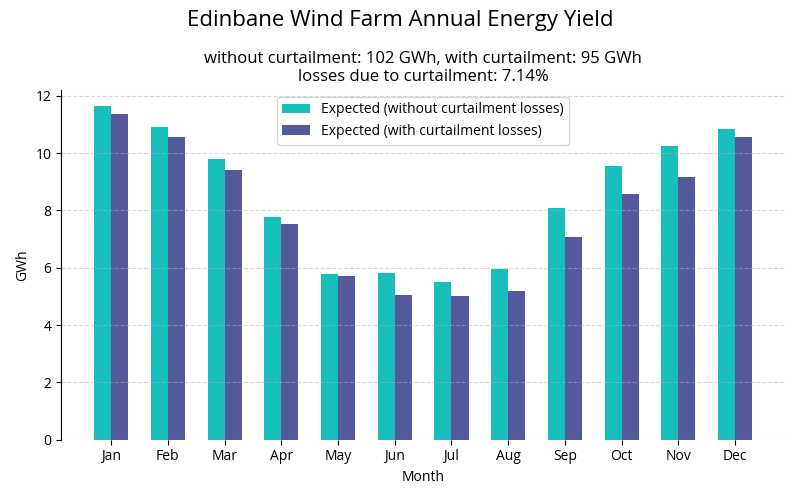 Edinbane Wind Farm Annual Energy Yield
without curtailment: 102 GWh, with curtailment: 95 GWh
losses due to curtailment: 7.14%
Expected (without curtailment losses)
Expected (with curtailment losses)
12
10
8
6
4
2
0
GWh
Jan Feb Mar Apr May Jun Jul Aug Sep Oct Nov Dec
Month